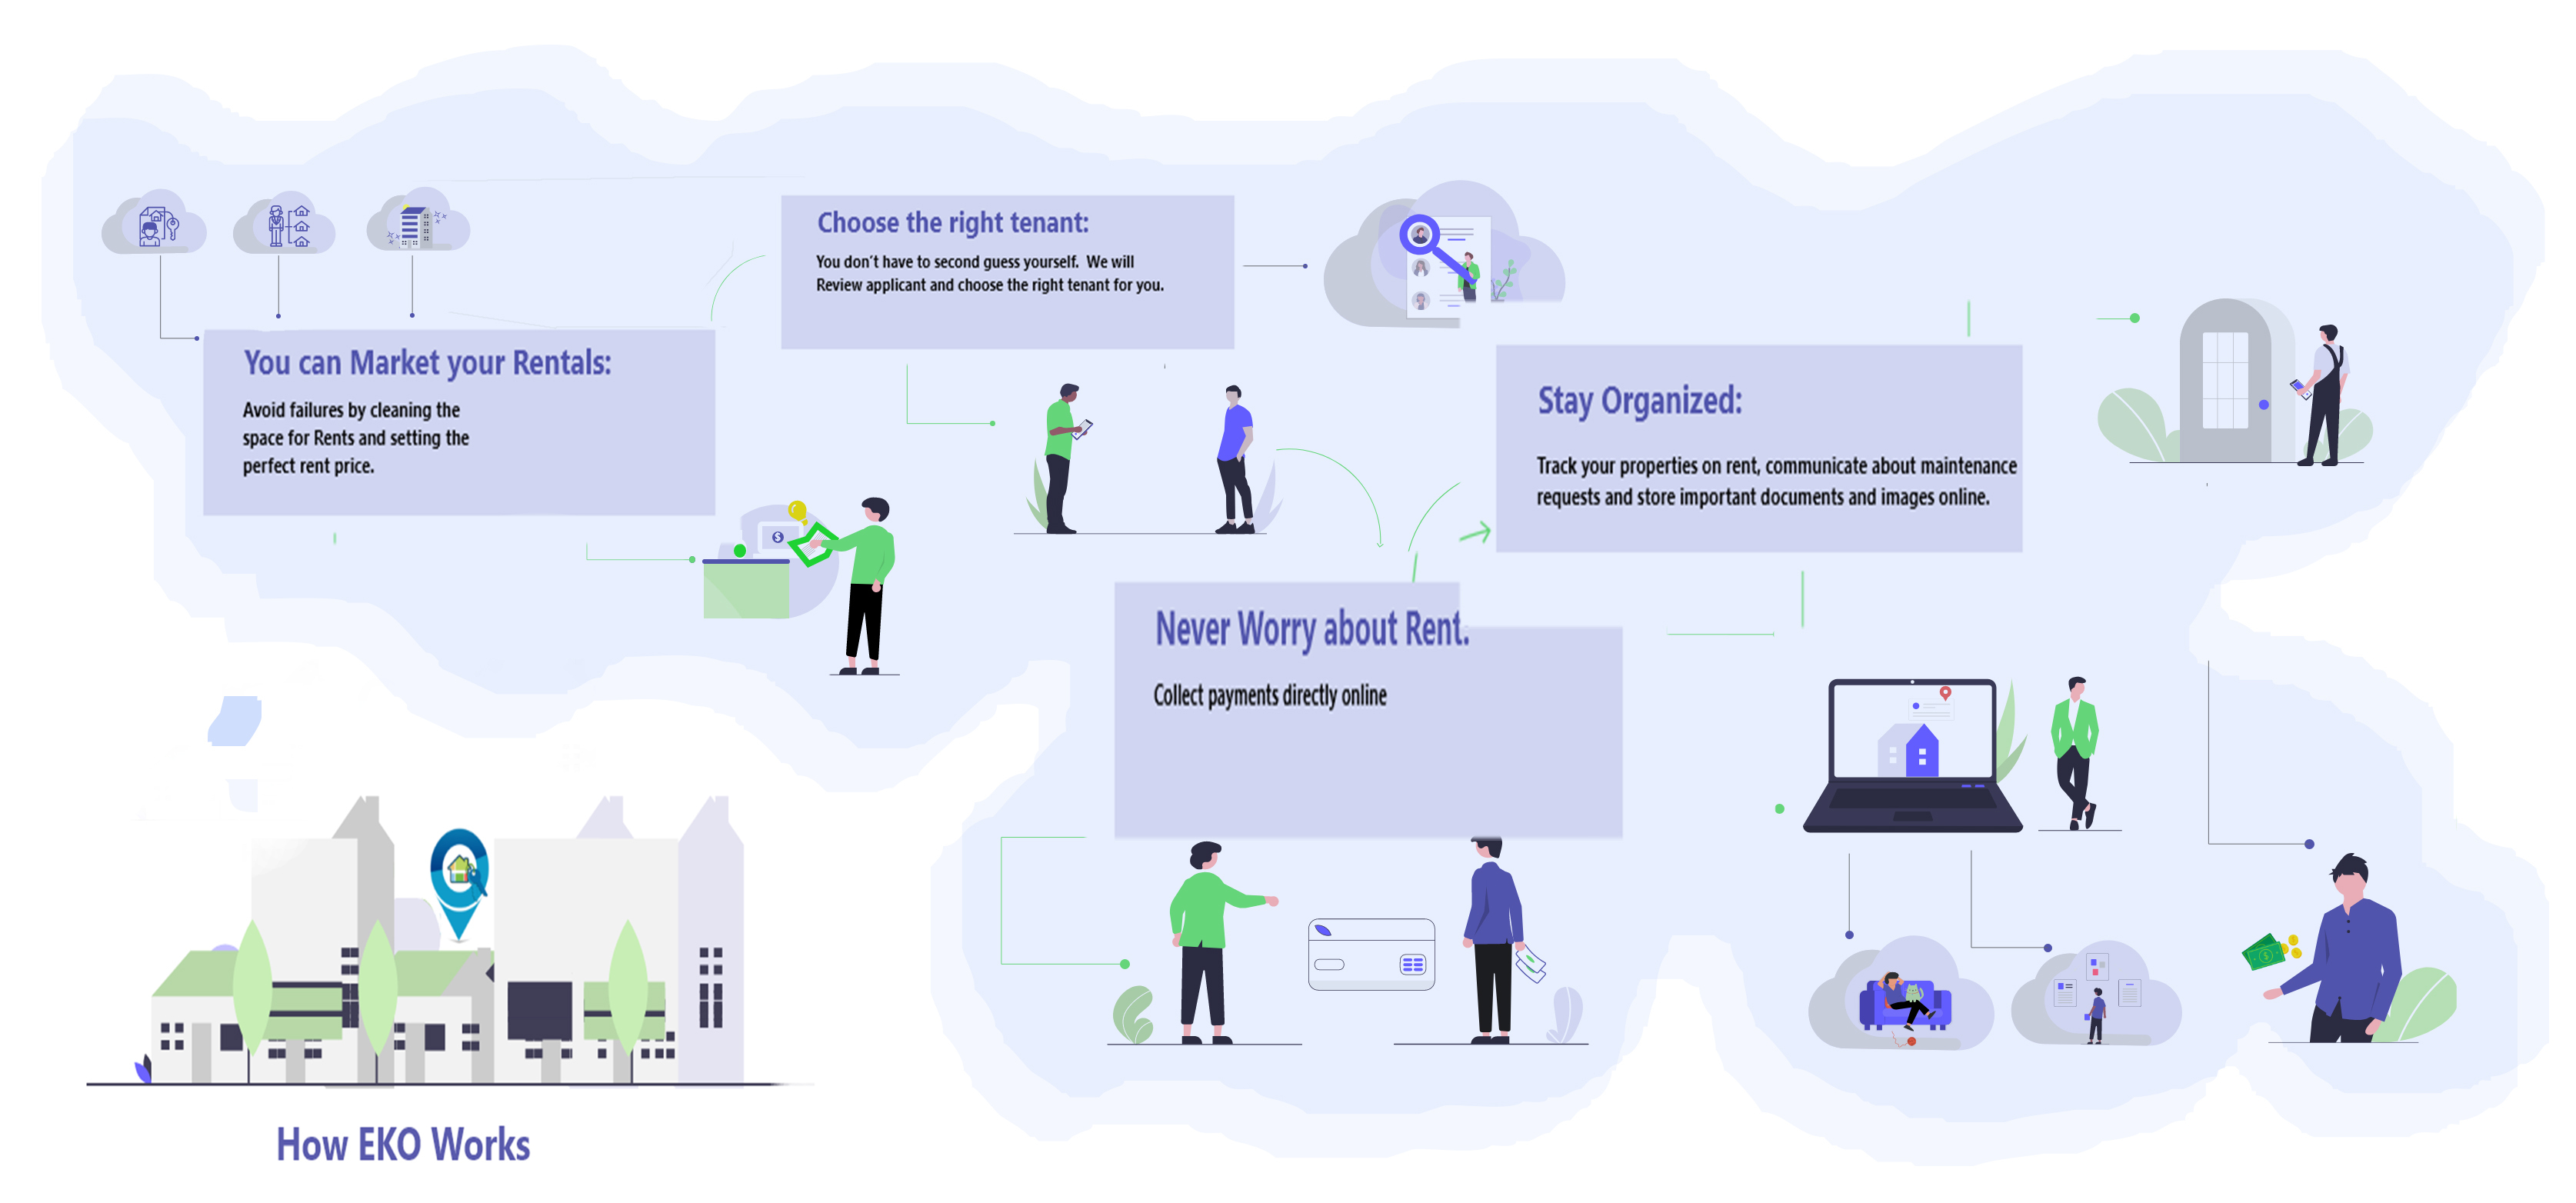 You can Market your Rentals:
Avoid failures by cleaning the
space for Rents and setting the
perfect rent price.
Choose the right tenant:
You don't have to second guess yourself.  We will
Review applicant and choose the right tenant for you.
Never Worry about Rent.
Collect payments directly online
Stay Organized:
Track your properties on rent, communicate about maintenance
requests and store important documents and images online.
$
$
How EKO Works